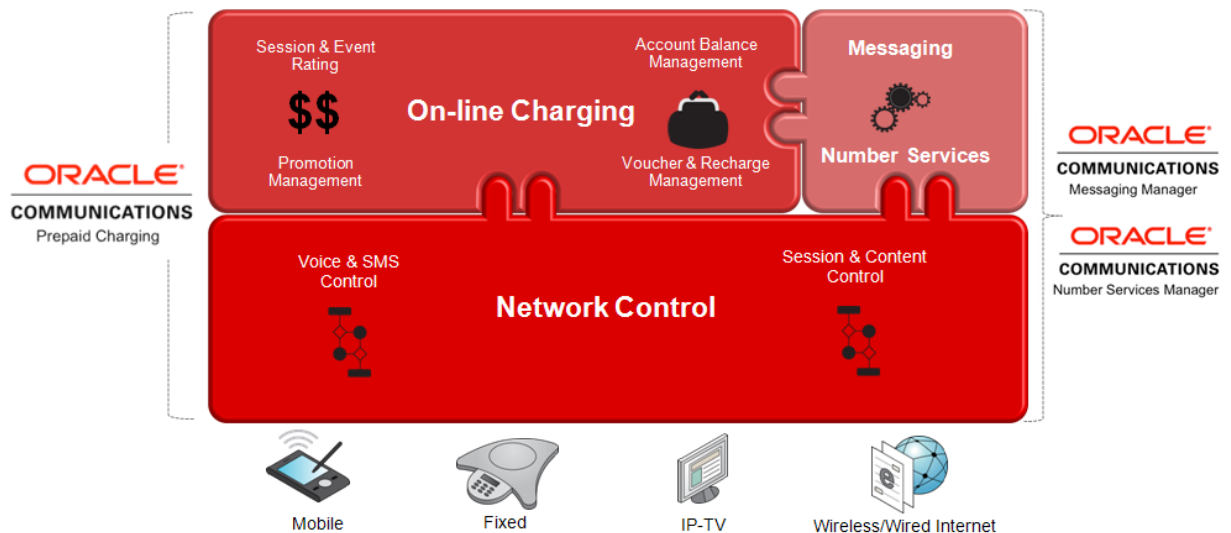 Session & Event
Rating
$$
Promotion
Management
On-line Charging
Account Balance
Management
Voucher & Recharge
Management
Messaging
Number Services
ORACLE®
COMMUNICATIONS
Prepaid Charging
ORACLE®
COMMUNICATIONS
Messaging Manager
ORACLE®
COMMUNICATIONS
Number Services Manager
Voice & SMS
Control
Network Control
Session & Content
Control
e
Mobile
Fixed
IP-TV
Wireless/Wired Internet